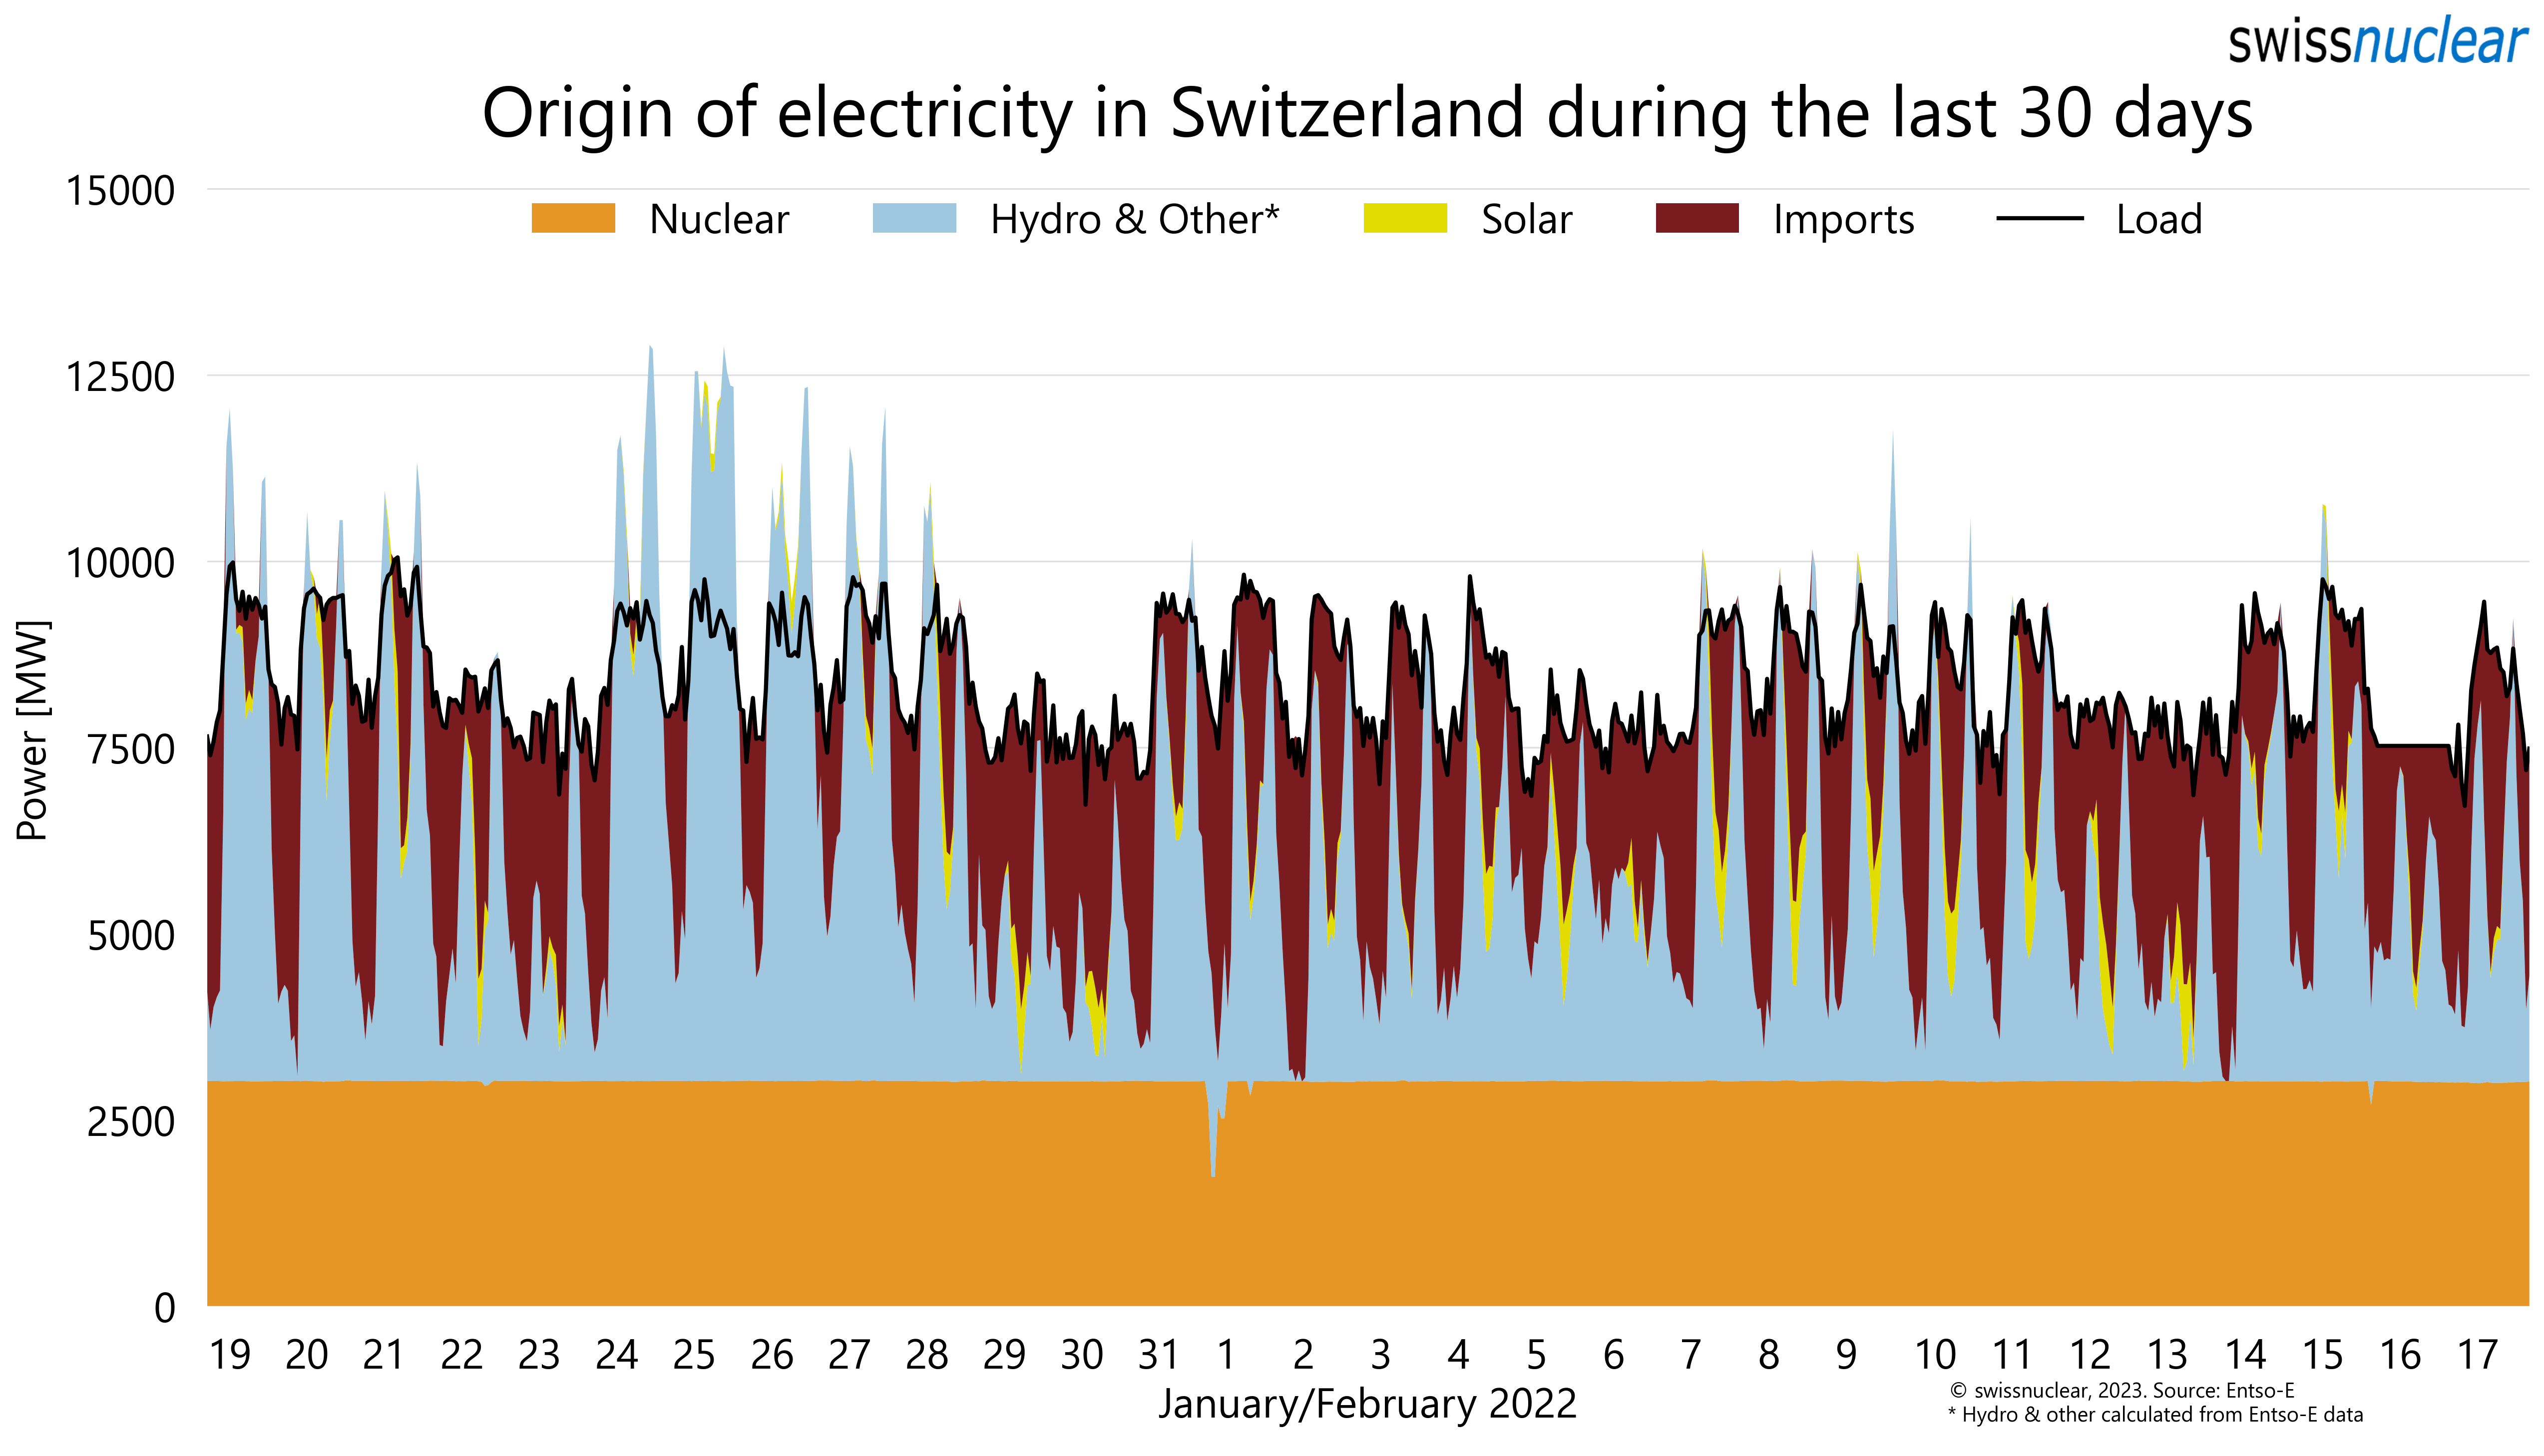 swissnuclear
Origin of electricity in Switzerland during the last 30 days
15000
Nuclear Hydro & Other* Solar Imports Load
12500
10000
7500
5000
2500
0
Power [MW]
19 20 21 22 23 24 25 26 27 28 29 30 31 1 2 3 4 5 6 7 8 9 10 11 12 13 14 15 16 17
January/February 2022
© swissnuclear, 2023. Source: Entso-E
* Hydro & other calculated from Entso-E data